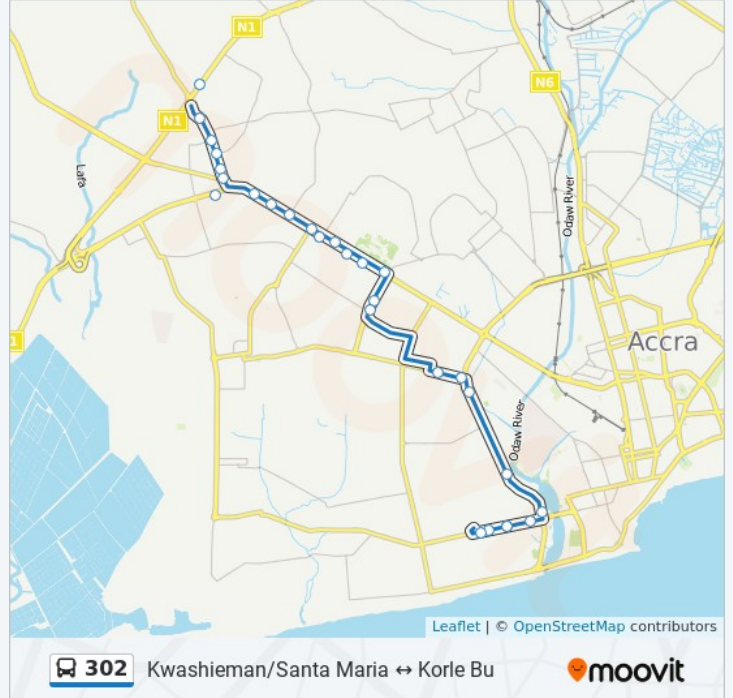 N1
N6
N1
Lafa
Odaw River
1
Accra
Odaw River
Leaflet | © OpenStreetMap contributors
302 Kwashieman/Santa Maria ↔ Korle Bu
moovit